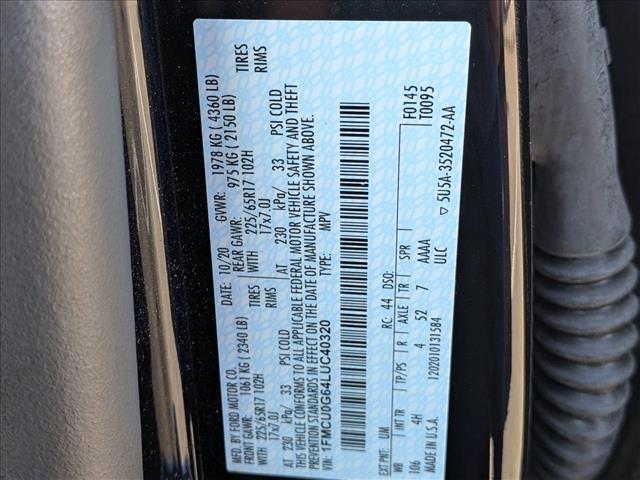 MFD. BY FORD MOTOR CO. DATE: 10/20 GVWR: 1978 KG ( 4360 LB)
FRONT GAWR: 1061 KG ( 2340 LB) REAR GAWR: 975 KG ( 2150 LB)
WITH 225/65R17 102H TIRES WITH 225/65R17 102H TIRES
17x7.0J RIMS 17x7.0J RIMS
AT 230 kPa/ 33 PSI COLD AT 230 kPa/ 33 PSI COLD
THIS VEHICLE CONFORMS TO ALL APPLICABLE FEDERAL MOTOR VEHICLE SAFETY AND THEFT
PREVENTION STANDARDS IN EFFECT ON THE DATE OF MANUFACTURE SHOWN ABOVE.
VIN: 1FMCU0G64LUC40320 TYPE: MPV
F0145
T0095
EXT PNT: UM RC: 44 DSO:
WB INT TR TP/PS R AXLE TR SPR
106 4H 4 52 7 AAAA
MADE IN U.S.A. 1202010131584 ULC
▽ 5U5A-3520472-AA